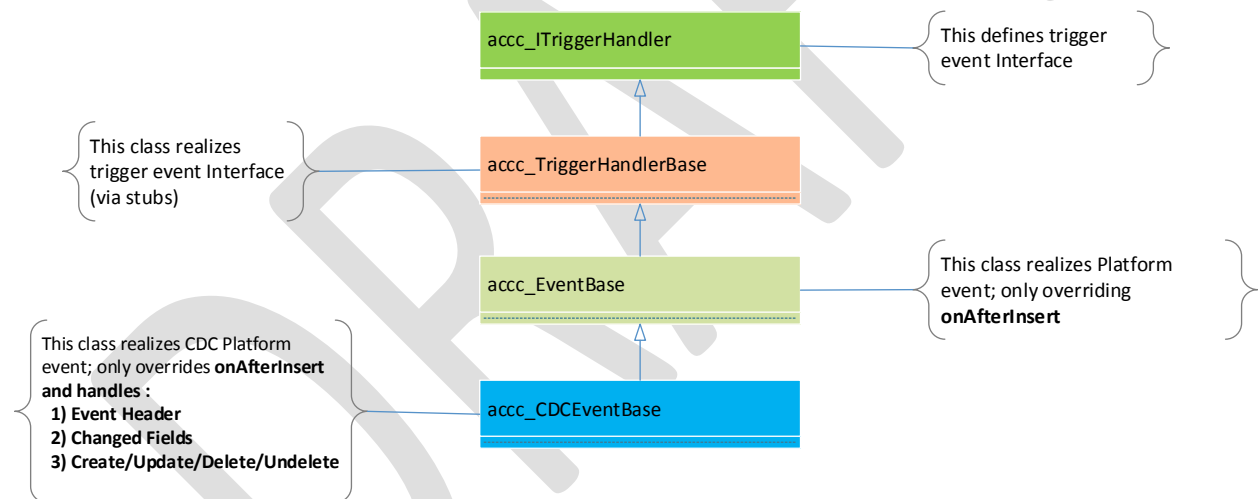 accc_ITriggerHandler
This defines trigger
event Interface
This class realizes
trigger event Interface
(via stubs)
accc_TriggerHandlerBase
accc_EventBase
This class realizes Platform
event; only overriding
onAfterInsert
This class realizes CDC Platform
event; only overrides onAfterInsert
and handles :
1) Event Header
2) Changed Fields
3) Create/Update/Delete/Undelete
accc_CDCEventBase
DRA